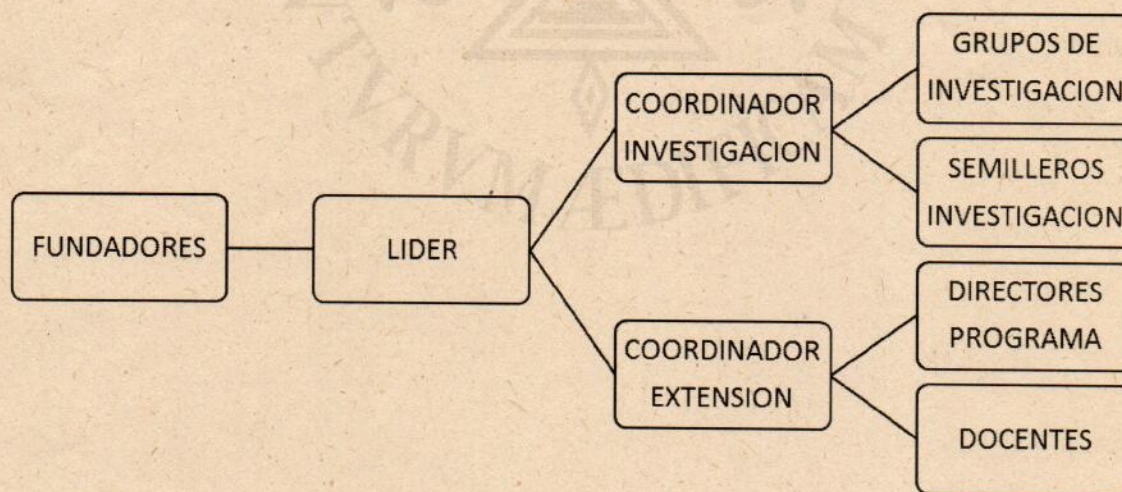 FUNDADORES
LIDER
COORDINADOR
INVESTIGACION
GRUPOS DE
INVESTIGACION
SEMILLEROS
INVESTIGACION
COORDINADOR
EXTENSION
DIRECTORES
PROGRAMA
DOCENTES